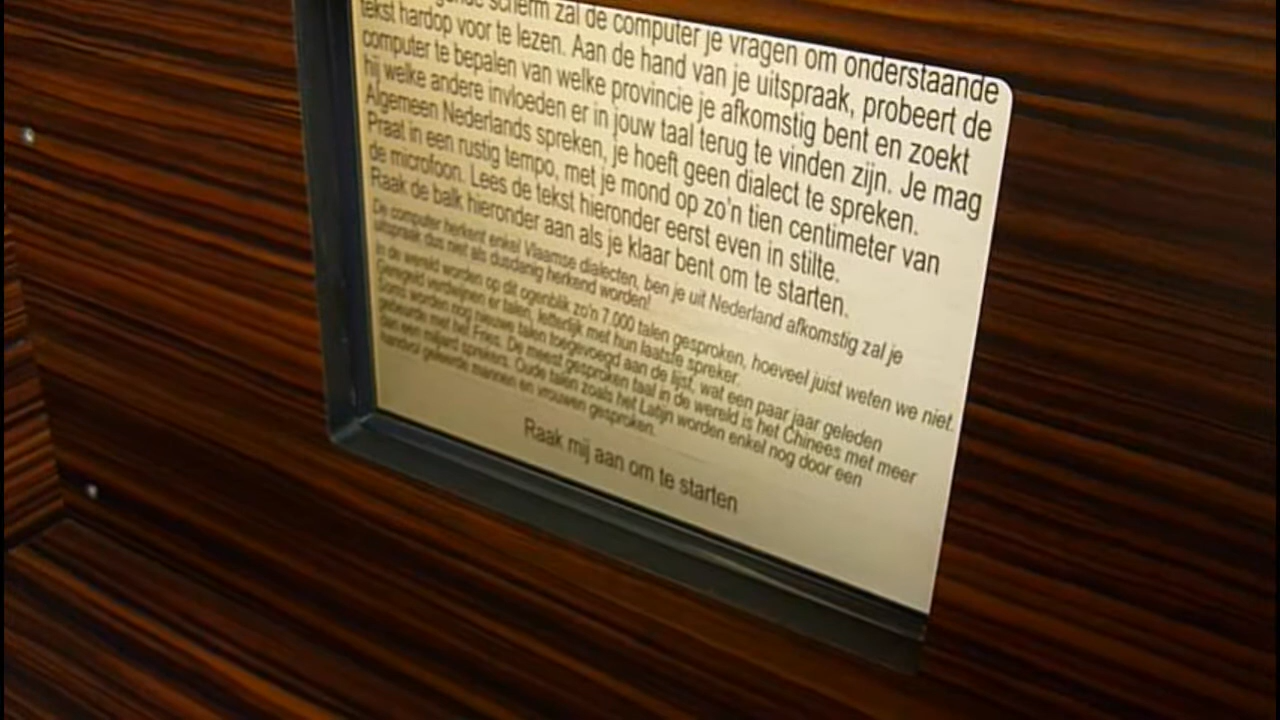 scherm zal de computer je vragen om onderstaande
tekst hardop voor te lezen. Aan de hand van je uitspraak, probeert de
computer te bepalen van welke provincie je afkomstig bent en zoekt
hij welke andere invloeden er in jouw taal terug te vinden zijn. Je mag
Algemeen Nederlands spreken, je hoeft geen dialect te spreken.
Praat in een rustig tempo, met je mond op zo'n tien centimeter van
de microfoon. Lees de tekst hieronder eerst even in stilte.
Raak de balk hieronder aan als je klaar bent om te starten.
De computer herkent enkel Vlaamse dialecten, ben je uit Nederland afkomstig zal je
uitspraak dus niet als dusdanig herkend worden!
In de wereld worden op dit ogenblik zo'n 7.000 talen gesproken, hoeveel juist weten we niet.
Geregeld verdwijnen er talen, letterlijk met hun laatste spreker.
Soms worden nog nieuwe talen toegevoegd aan de lijst, wat een paar jaar geleden
gebeurde met het Fries. De meest gesproken taal in de wereld is het Chinees met meer
dan een miljard sprekers. Oude talen zoals het Latijn worden enkel nog door een
handvol geleerde mannen en vrouwen gesproken.
Raak mij aan om te starten